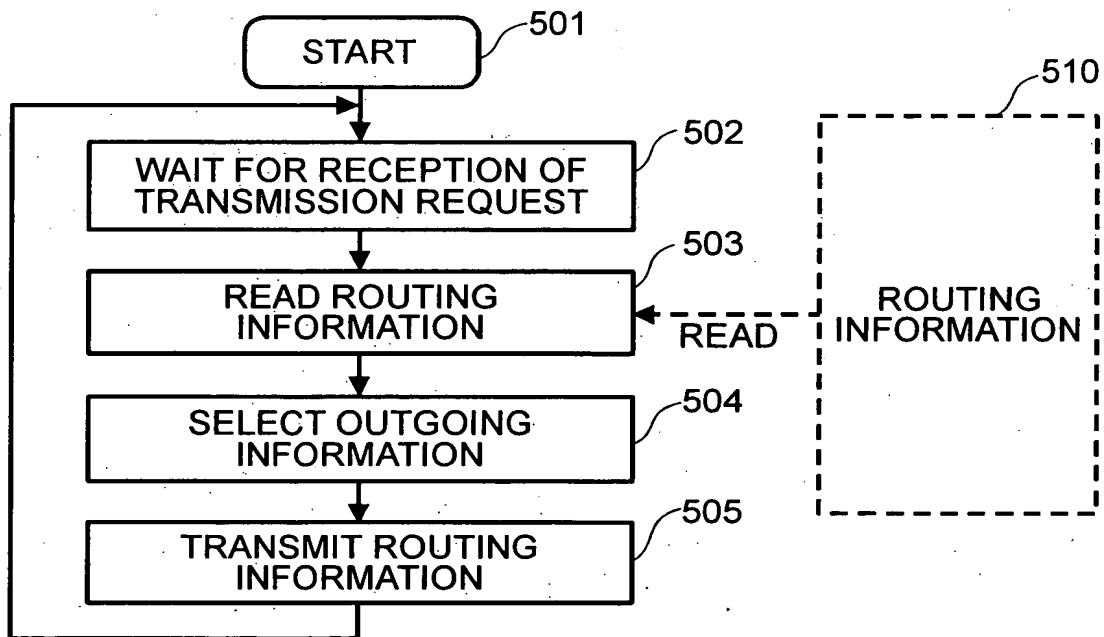 START
501
510
502
WAIT FOR RECEPTION OF
TRANSMISSION REQUEST
503
READ ROUTING
INFORMATION
READ
ROUTING
INFORMATION
504
SELECT OUTGOING
INFORMATION
505
TRANSMIT ROUTING
INFORMATION